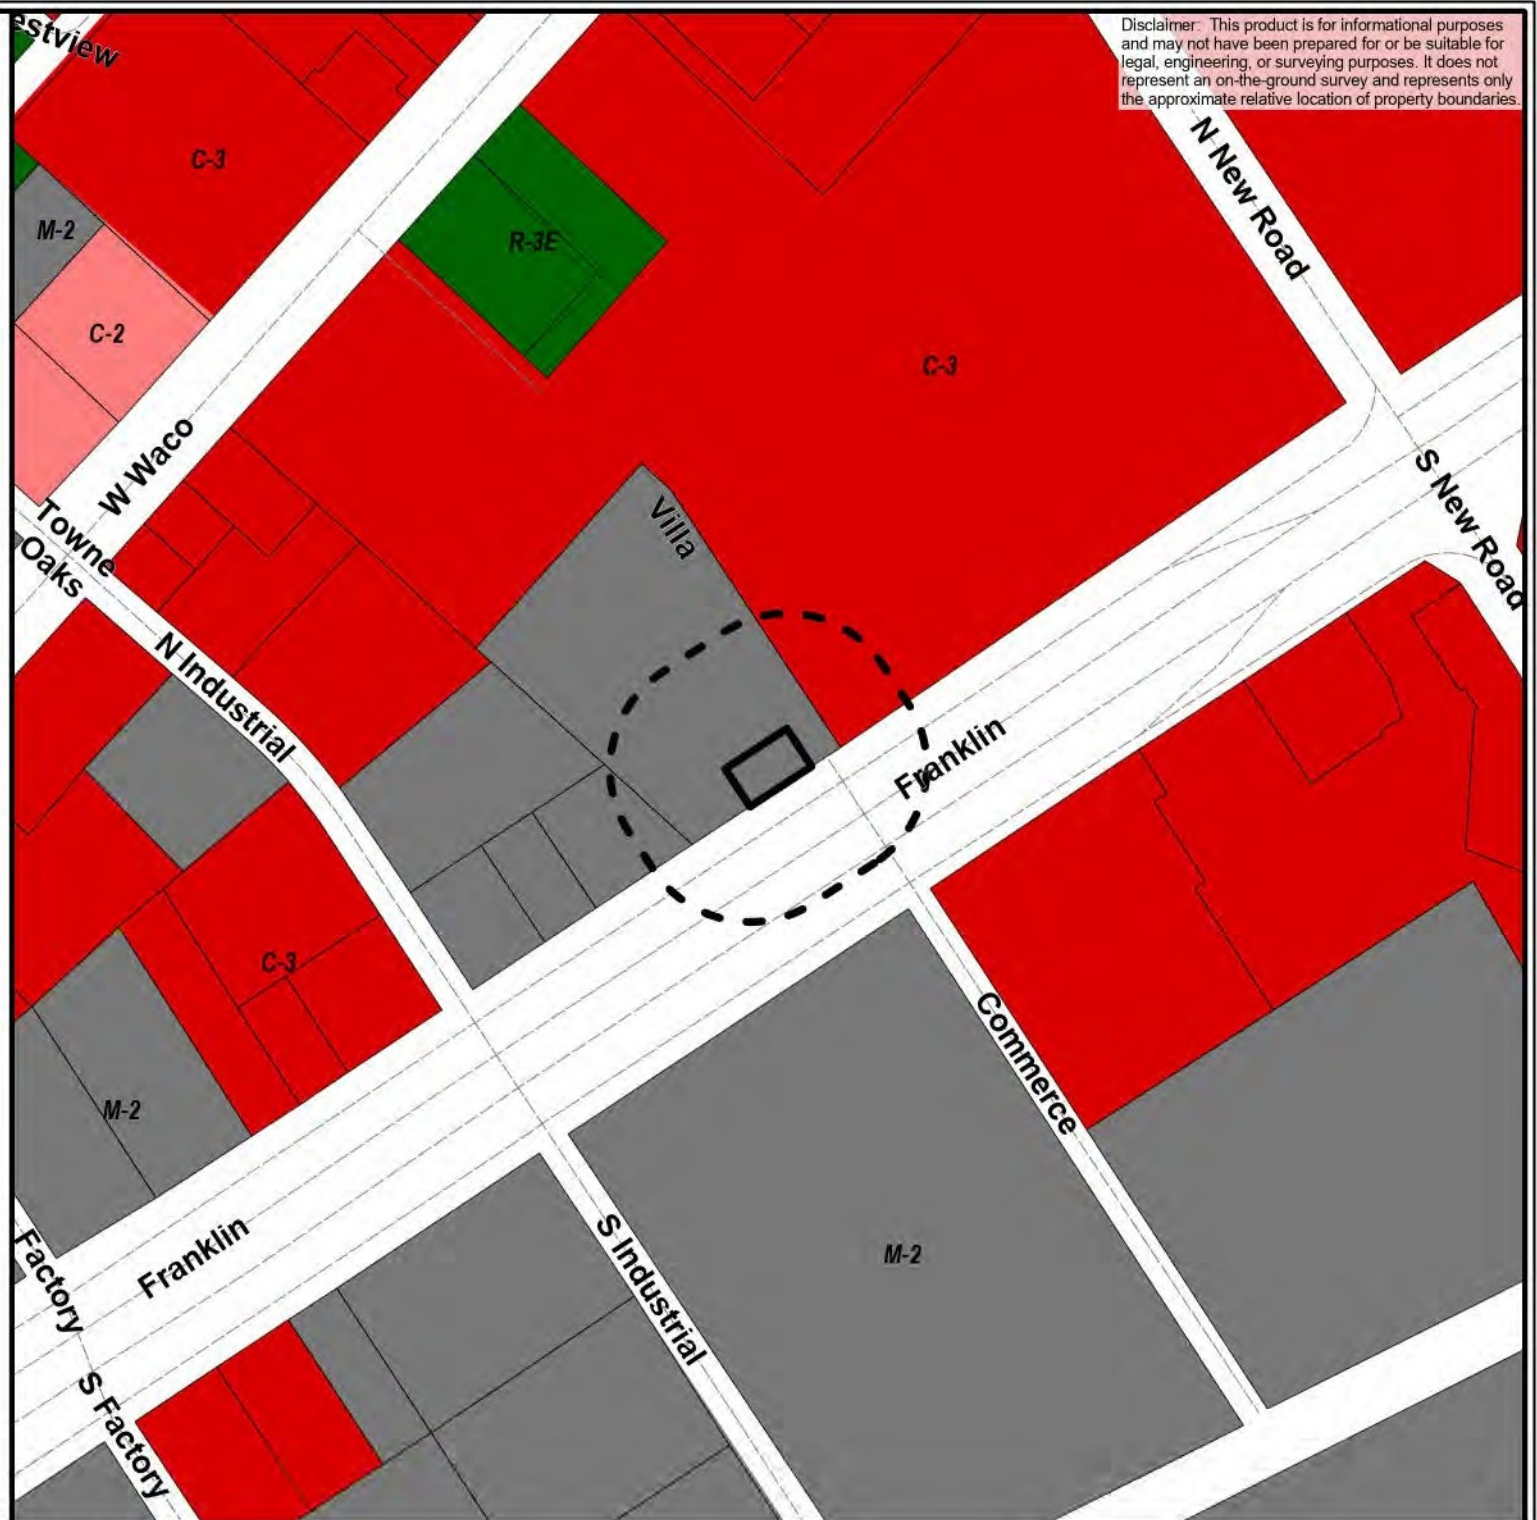 Disclaimer: This product is for informational purposes
and may not have been prepared for or be suitable for
legal, engineering, or surveying purposes. It does not
represent an on-the-ground survey and represents only
the approximate relative location of property boundaries.
estview
C-3
N New Road
M-2
R-3E
C-2
C-3
W Waco
S New Road
Towne
Oaks
Villa
N Industrial
Franklin
C-3
Commerce
M-2
Franklin
S Industrial
M-2
Factory
S Factory